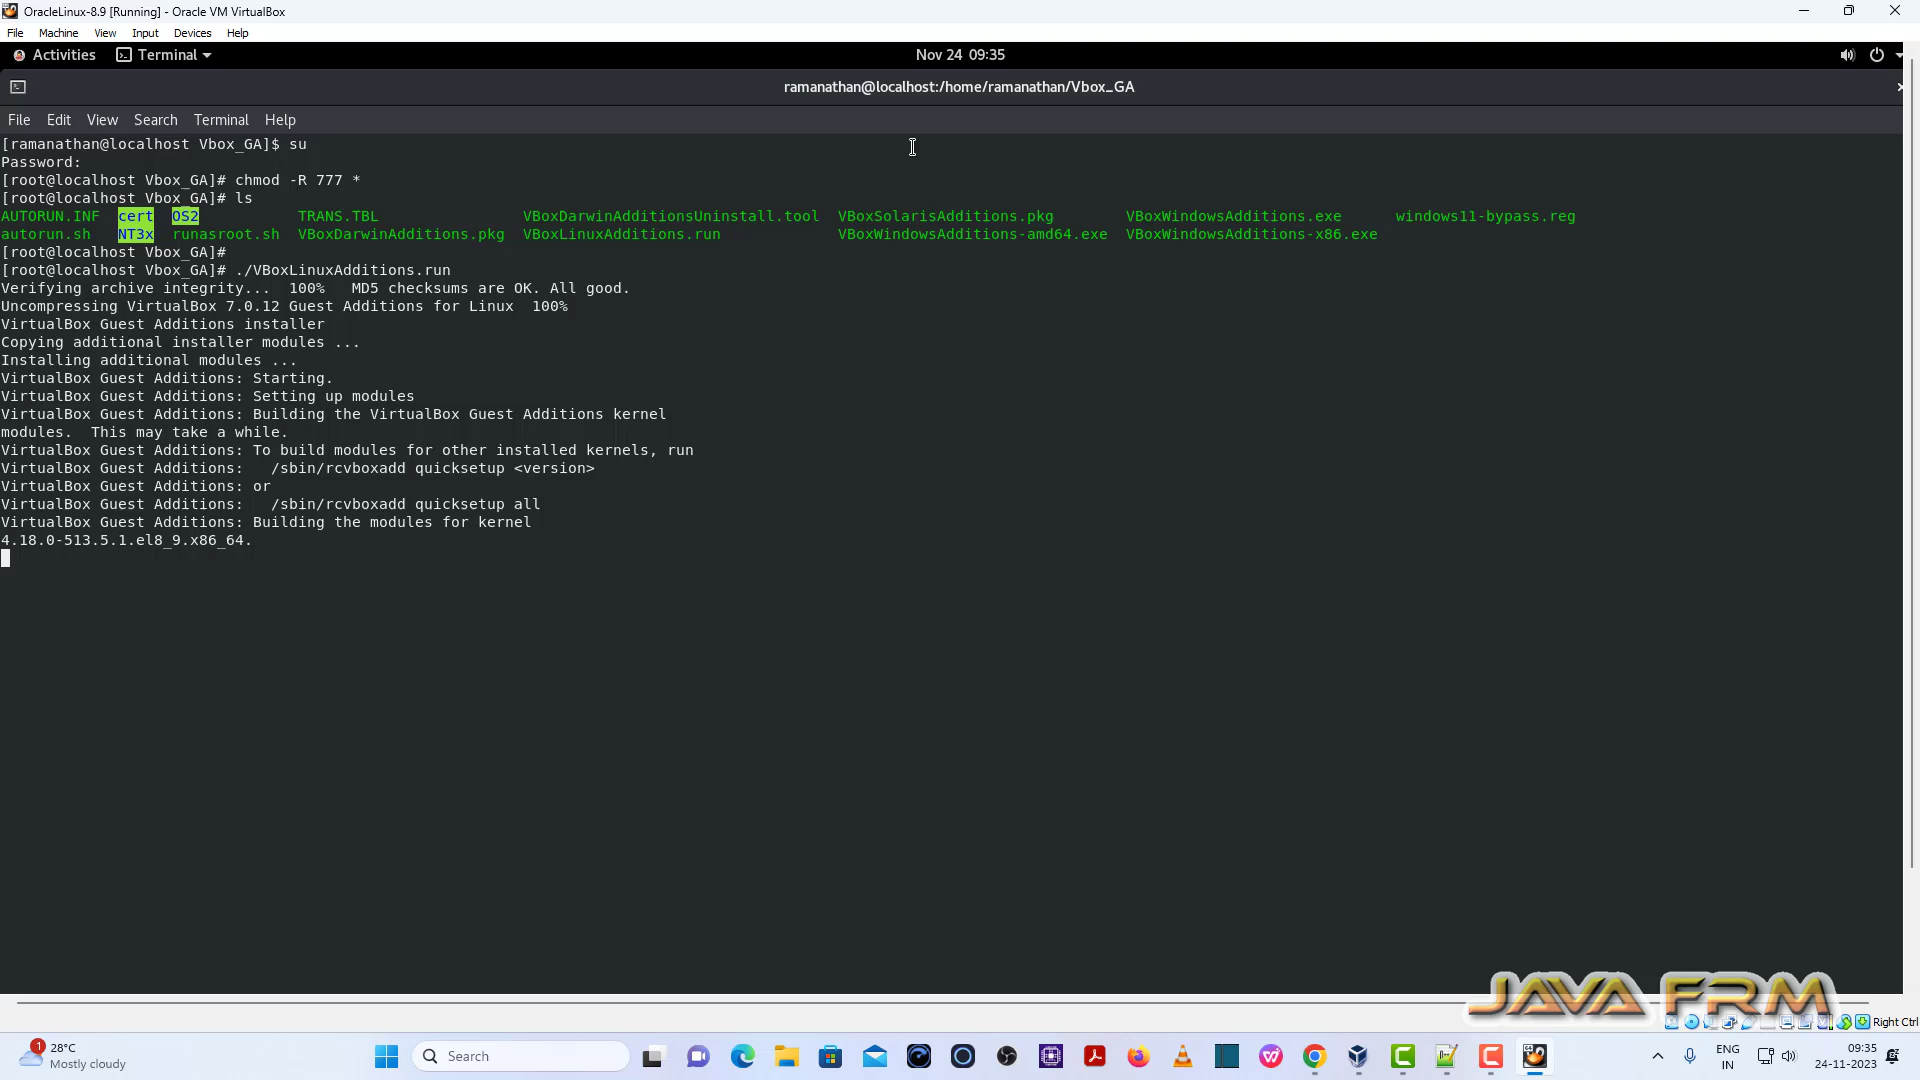 OracleLinux-8.9 [Running] - Oracle VM VirtualBox
File Machine View Input Devices Help
Activities Terminal Nov 24 09:35
ramanathan@localhost:/home/ramanathan/Vbox_GA
File Edit View Search Terminal Help
[ramanathan@localhost Vbox_GA]$ su
Password:
[root@localhost Vbox_GA]# chmod -R 777 *
[root@localhost Vbox_GA]# ls
AUTORUN.INF cert OS2 TRANS.TBL VBoxDarwinAdditionsUninstall.tool VBoxSolarisAdditions.pkg VBoxWindowsAdditions.exe windows11-bypass.reg
autorun.sh NT3x runasroot.sh VBoxDarwinAdditions.pkg VBoxLinuxAdditions.run VBoxWindowsAdditions-amd64.exe VBoxWindowsAdditions-x86.exe
[root@localhost Vbox_GA]#
[root@localhost Vbox_GA]# ./VBoxLinuxAdditions.run
Verifying archive integrity... 100% MD5 checksums are OK. All good.
Uncompressing VirtualBox 7.0.12 Guest Additions for Linux 100%
VirtualBox Guest Additions installer
Copying additional installer modules ...
Installing additional modules ...
VirtualBox Guest Additions: Starting.
VirtualBox Guest Additions: Setting up modules
VirtualBox Guest Additions: Building the VirtualBox Guest Additions kernel
modules. This may take a while.
VirtualBox Guest Additions: To build modules for other installed kernels, run
VirtualBox Guest Additions: /sbin/rcvboxadd quicksetup <version>
VirtualBox Guest Additions: or
VirtualBox Guest Additions: /sbin/rcvboxadd quicksetup all
VirtualBox Guest Additions: Building the modules for kernel
4.18.0-513.5.1.el8_9.x86_64.
JAVA FRM
Right Ctrl
1 28°C
Mostly cloudy
Search
ENG
IN
09:35
24-11-2023